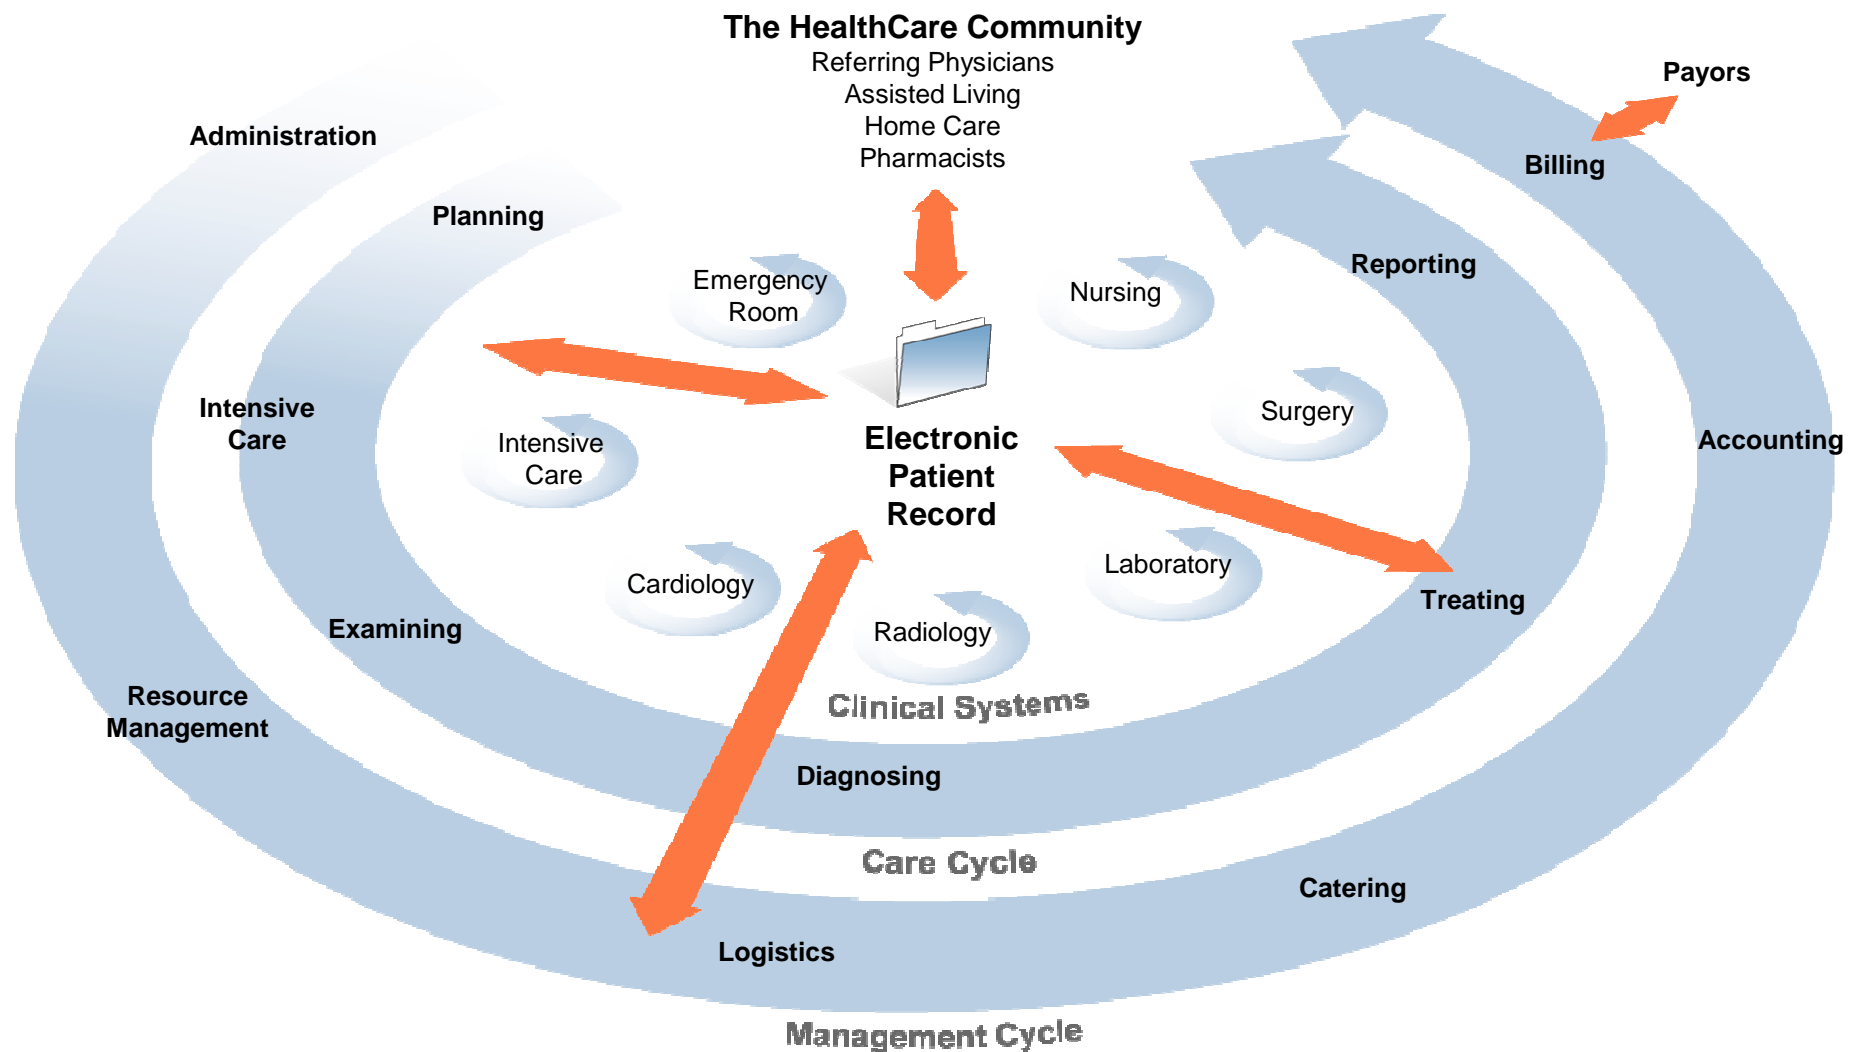 The HealthCare Community
Referring Physicians
Assisted Living
Home Care
Pharmacists
Payors
Administration
Billing
Planning
Reporting
Emergency
Room
Nursing
Intensive
Care
Intensive
Care
Surgery
Accounting
Electronic
Patient
Record
Cardiology
Laboratory
Treating
Examining
Radiology
Resource
Management
Clinical Systems
Diagnosing
Care Cycle
Catering
Logistics
Management Cycle